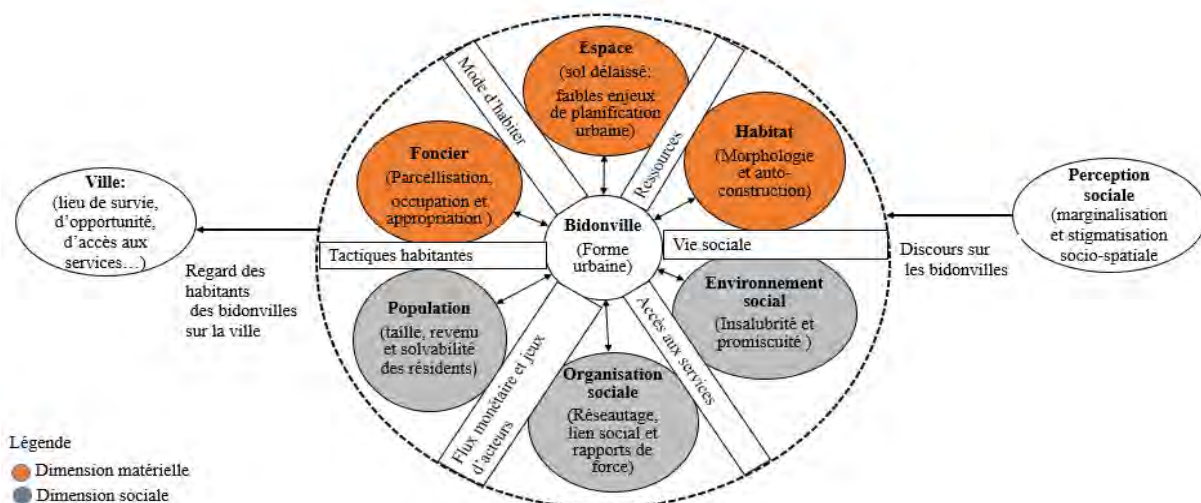 Espace
(sol délaissé:
faibles enjeux
de planification
urbaine)
Mode d'habiter
Ressources
Foncier
(Parcellisation,
occupation et
appropriation )
Habitat
(Morphologie
et auto-
construction)
Ville:
(lieu de survie,
d'opportunité,
d'accès aux
services…)
Bidonville
(Forme
urbaine)
Perception
sociale
(marginalisation
et stigmatisation
socio-spatiale
Tactiques habitantes
Vie sociale
Regard des
habitants
des bidonvilles
sur la ville
Discours sur
les bidonvilles
Population
(taille, revenu
et solvabilité
des résidents)
Environnement
social
(Insalubrité et
promiscuité )
Flux monétaire et jeux
d'acteurs
Accès aux services
Organisation
sociale
(Réseautage,
lien social et
rapports de
force)
Légende
Dimension matérielle
Dimension sociale